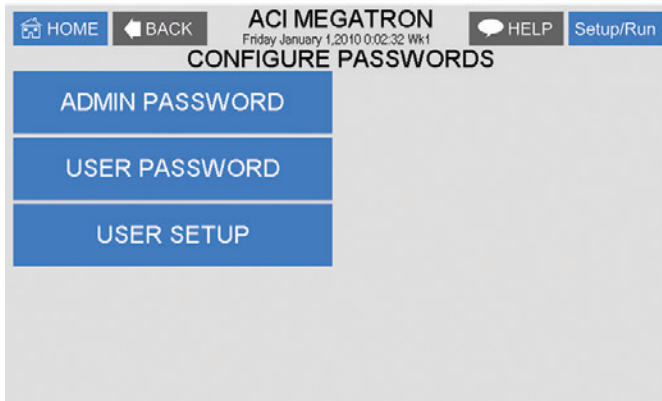 HOME BACK ACI MEGATRON HELP Setup/Run
Friday January 1,2010 0:02:32 Wk1
CONFIGURE PASSWORDS
ADMIN PASSWORD
USER PASSWORD
USER SETUP